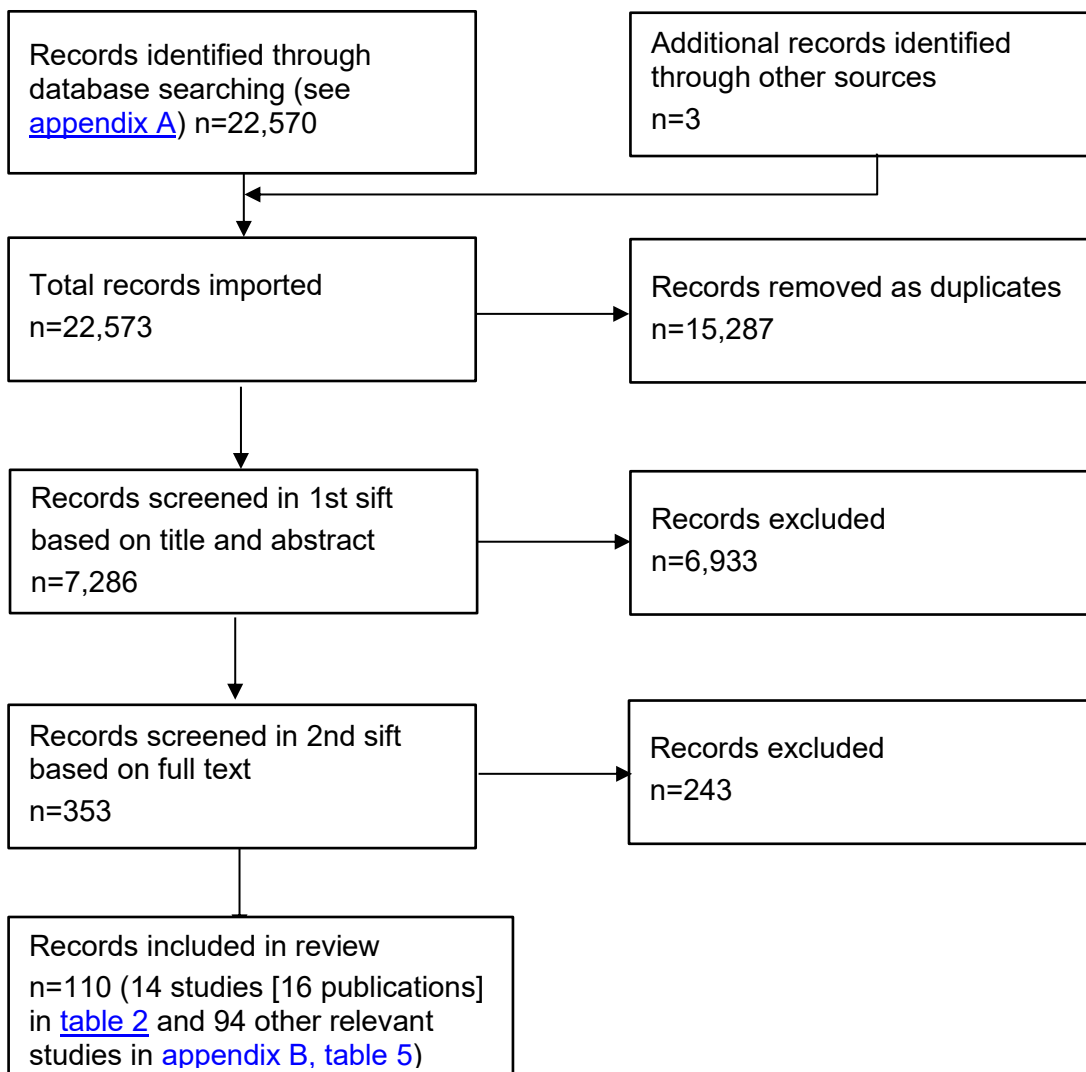 Records identified through
database searching (see
appendix A) n=22,570
Additional records identified
through other sources
n=3
Total records imported
n=22,573
Records removed as duplicates
n=15,287
Records screened in 1st sift
based on title and abstract
n=7,286
Records excluded
n=6,933
Records screened in 2nd sift
based on full text
n=353
Records excluded
n=243
Records included in review
n=110 (14 studies [16 publications]
in table 2 and 94 other relevant
studies in appendix B, table 5)